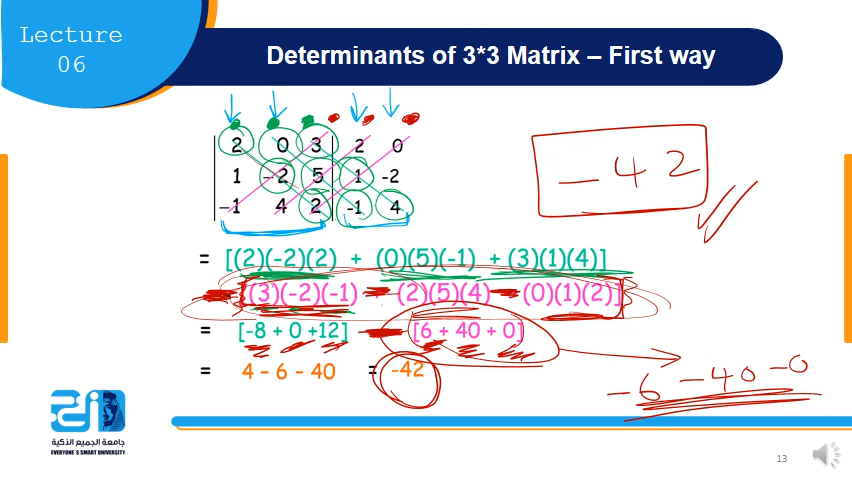 Lecture
06
Determinants of 3*3 Matrix – First way
2 0 3 2 0
1 -2 5 1 -2
-1 4 2 -1 4
-42
= [(2)(-2)(2) + (0)(5)(-1) + (3)(1)(4)]
[(3)(-2)(-1) - (2)(5)(4) - (0)(1)(2)]
= [-8 + 0 +12] - [6 + 40 + 0]
= 4 – 6 – 40 = -42
-6 -40 -0
جامعة الجميع الذكية
EVERYONE`S SMART UNIVERSITY
13